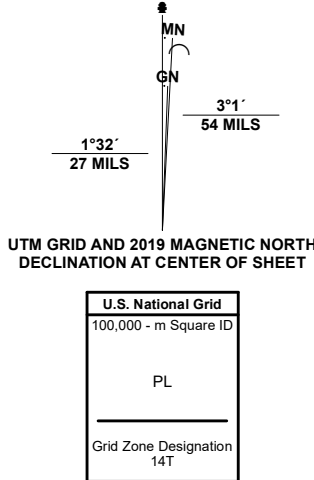 MN
GN
3°1´
54 MILS
1°32´
27 MILS
UTM GRID AND 2019 MAGNETIC NORTH
DECLINATION AT CENTER OF SHEET
U.S. National Grid
100,000 - m Square ID
PL
Grid Zone Designation
14T